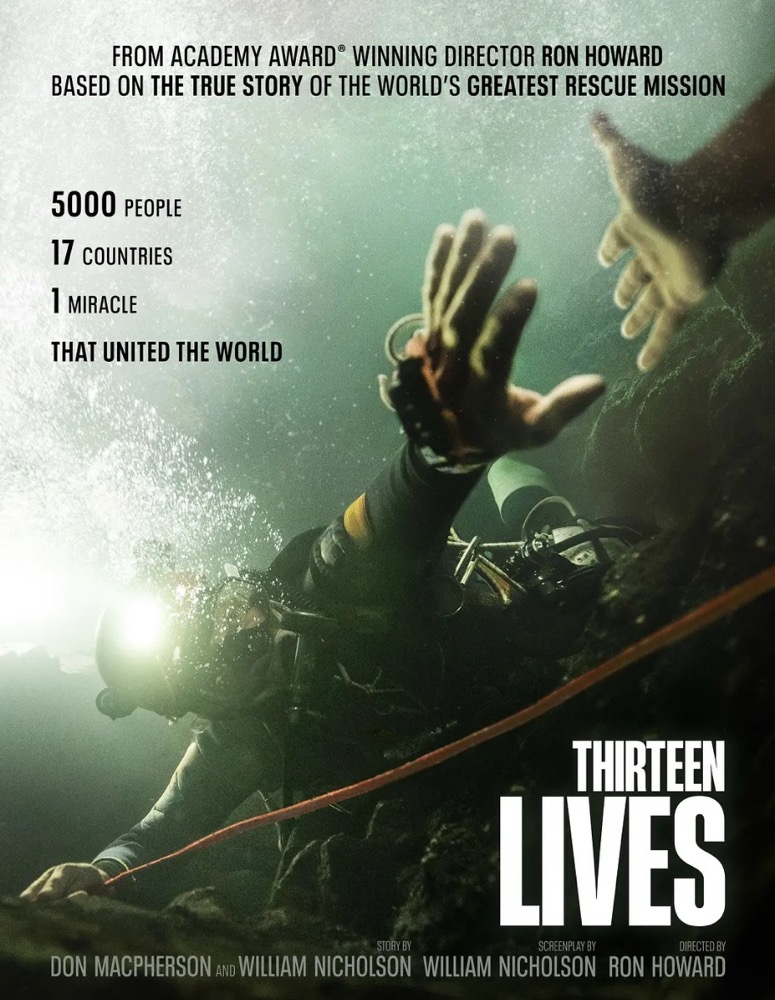 FROM ACADEMY AWARD® WINNING DIRECTOR RON HOWARD
BASED ON THE TRUE STORY OF THE WORLD'S GREATEST RESCUE MISSION
5000 PEOPLE
17 COUNTRIES
1 MIRACLE
THAT UNITED THE WORLD
THIRTEEN
LIVES
STORY BY SCREENPLAY BY DIRECTED BY
DON MACPHERSON AND WILLIAM NICHOLSON WILLIAM NICHOLSON RON HOWARD